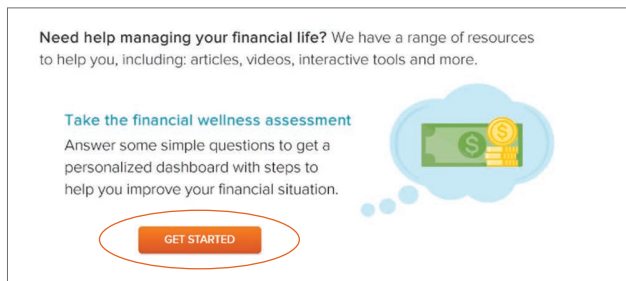 Need help managing your financial life? We have a range of resources
to help you, including: articles, videos, interactive tools and more.
Take the financial wellness assessment
Answer some simple questions to get a
personalized dashboard with steps to
help you improve your financial situation.
GET STARTED
$
$